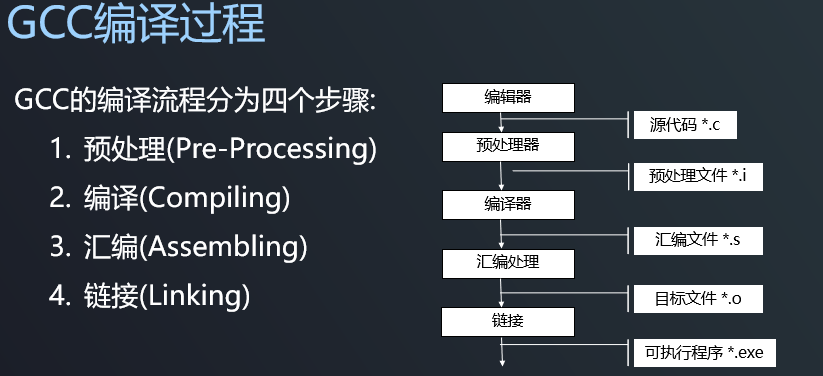 GCC编译过程
GCC的编译流程分为四个步骤:
1. 预处理(Pre-Processing)
2. 编译(Compiling)
3. 汇编(Assembling)
4. 链接(Linking)
编辑器
源代码 *.c
预处理器
预处理文件 *.i
编译器
汇编文件 *.s
汇编处理
目标文件 *.o
链接
可执行程序 *.exe